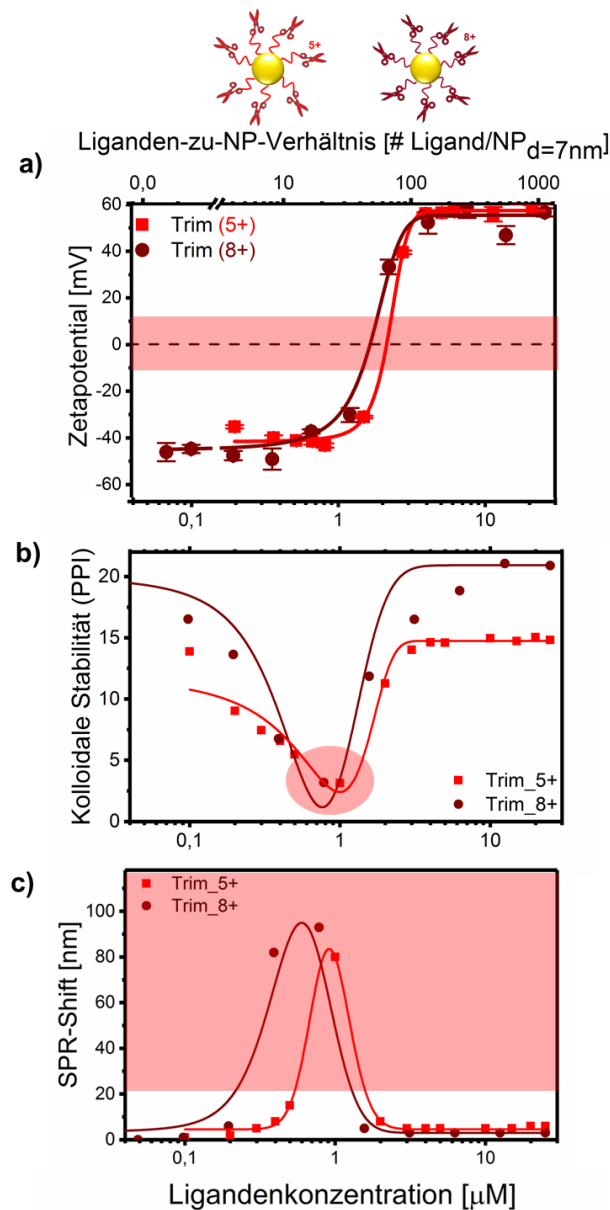 5+
8+
Liganden-zu-NP-Verhältnis [# Ligand/NP d=7nm]
a)
0,0 10 100 1000
Trim (5+)
Trim (8+)
Zetapotential [mV]
60
40
20
0
-20
-40
-60
0,1 1 10
b)
Kolloidale Stabilität (PPI)
20
15
10
5
0
Trim_5+
Trim_8+
0,1 1 10
c)
Trim_5+
Trim_8+
SPR-Shift [nm]
100
80
60
40
20
0
0,1 1 10
Ligandenkonzentration [µM]